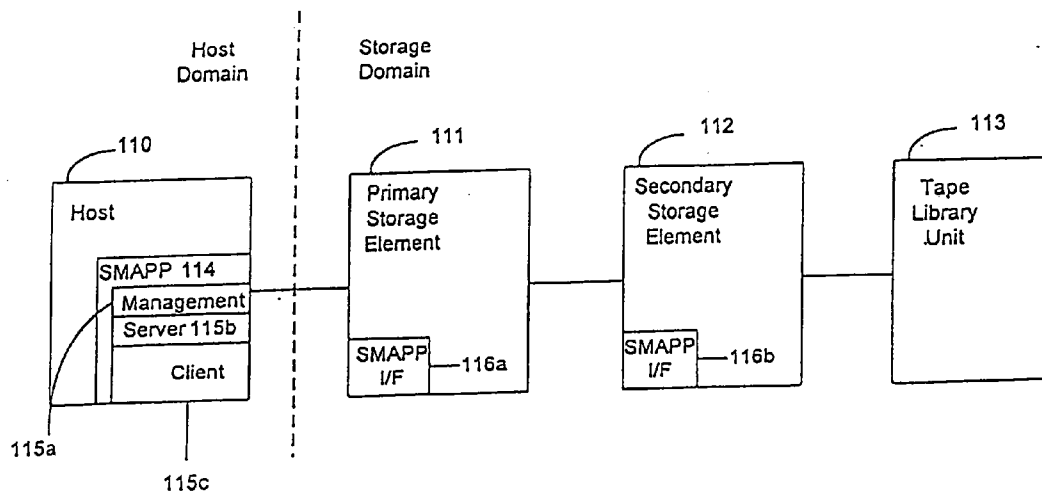 Host
Domain
Storage
Domain
110
111
112
113
Host
SMAPP 114
Management
Server 115b
Client
Primary
Storage
Element
SMAPP
I/F
116a
Secondary
Storage
Element
SMAPP
I/F
116b
Tape
Library
Unit
115a
115c